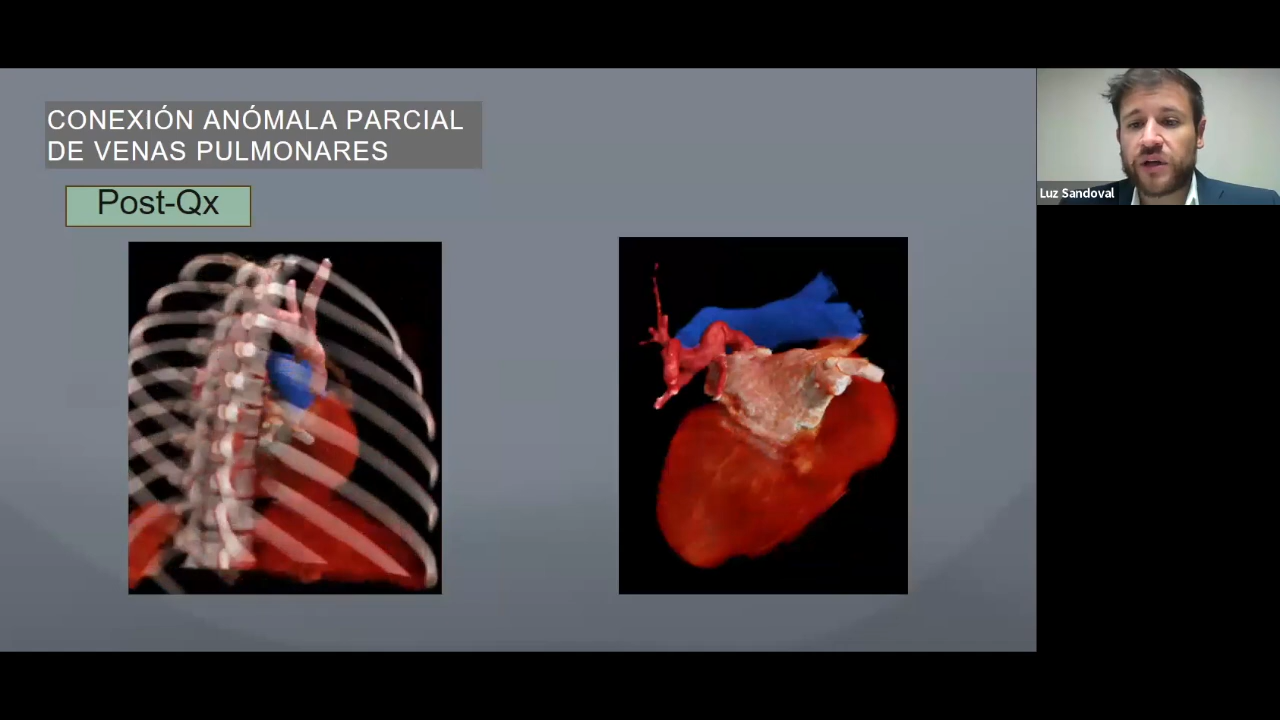 CONEXIÓN ANÓMALA PARCIAL
DE VENAS PULMONARES
Post-Qx
Luz Sandoval